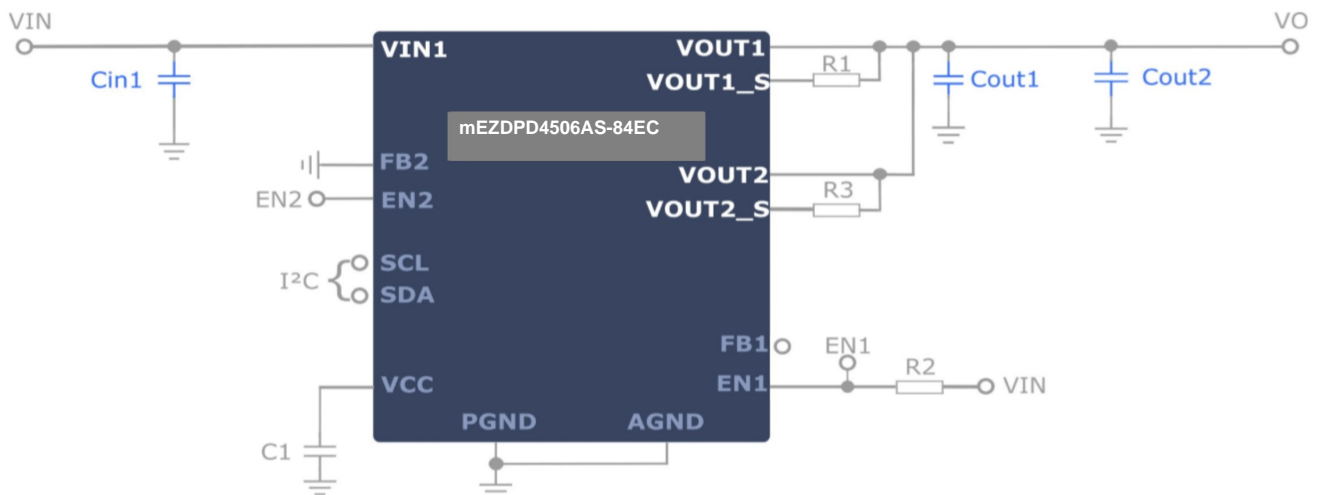 VIN
VO
VIN1
VOUT1
R1
Cin1
VOUT1_S
Cout1
Cout2
mEZDPD4506AS-84EC
FB2
VOUT2
R3
EN2
EN2
VOUT2_S
SCL
I²C
SDA
FB1
EN1
VCC
EN1
R2
VIN
PGND
AGND
C1